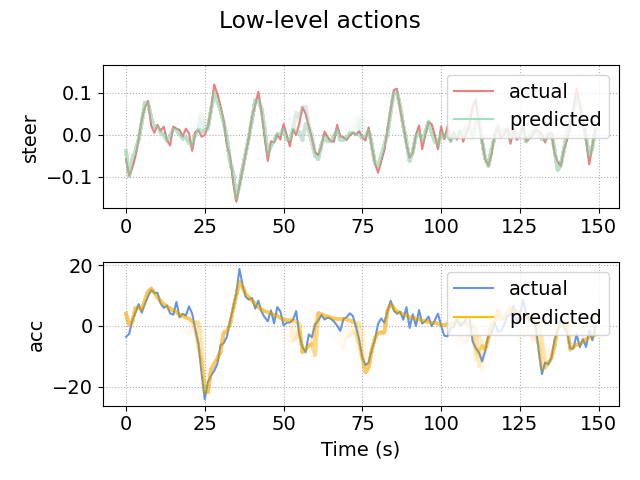 Low-level actions
steer
0.1
0.0
−0.1
actual
predicted
0 25 50 75 100 125 150
acc
20
0
−20
actual
predicted
0 25 50 75 100 125 150
Time (s)